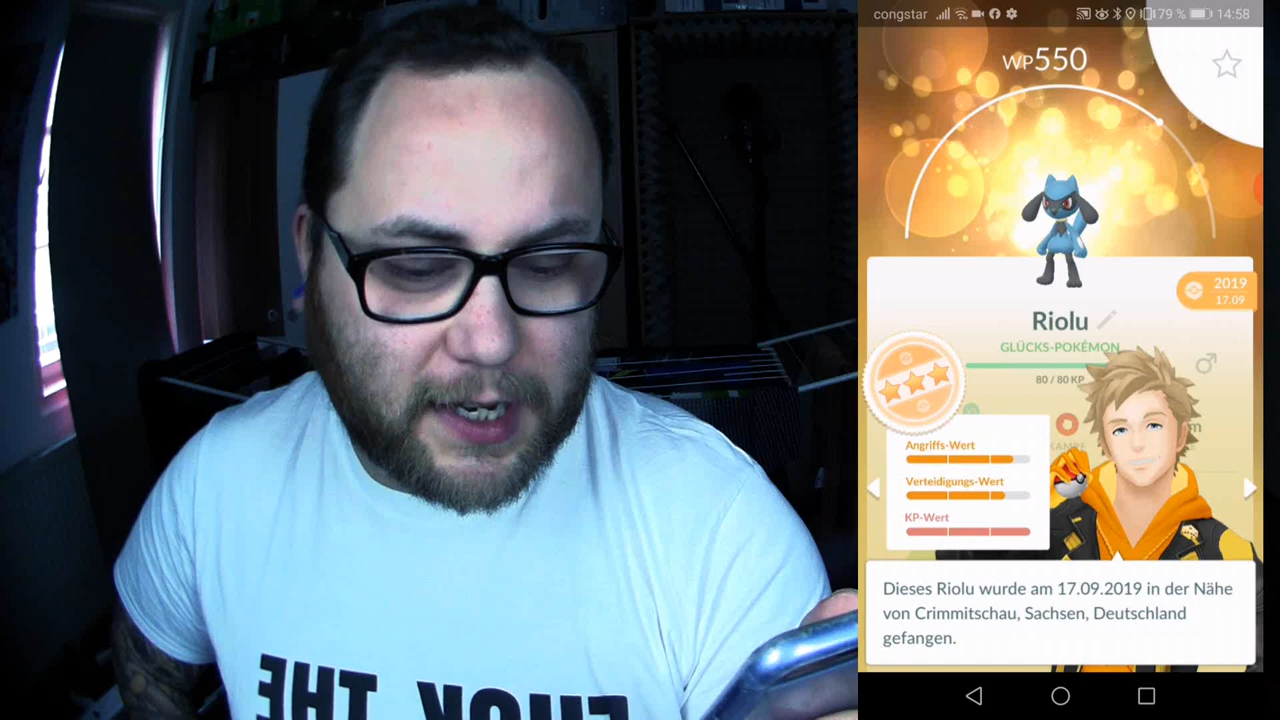 congstar 79 % 14:58
WP550
2019
17.09
Riolu
GLÜCKS-POKÉMON
80 / 80 KP
Angriffs-Wert
Verteidigungs-Wert
KP-Wert
Dieses Riolu wurde am 17.09.2019 in der Nähe
von Crimmitschau, Sachsen, Deutschland
gefangen.
THE